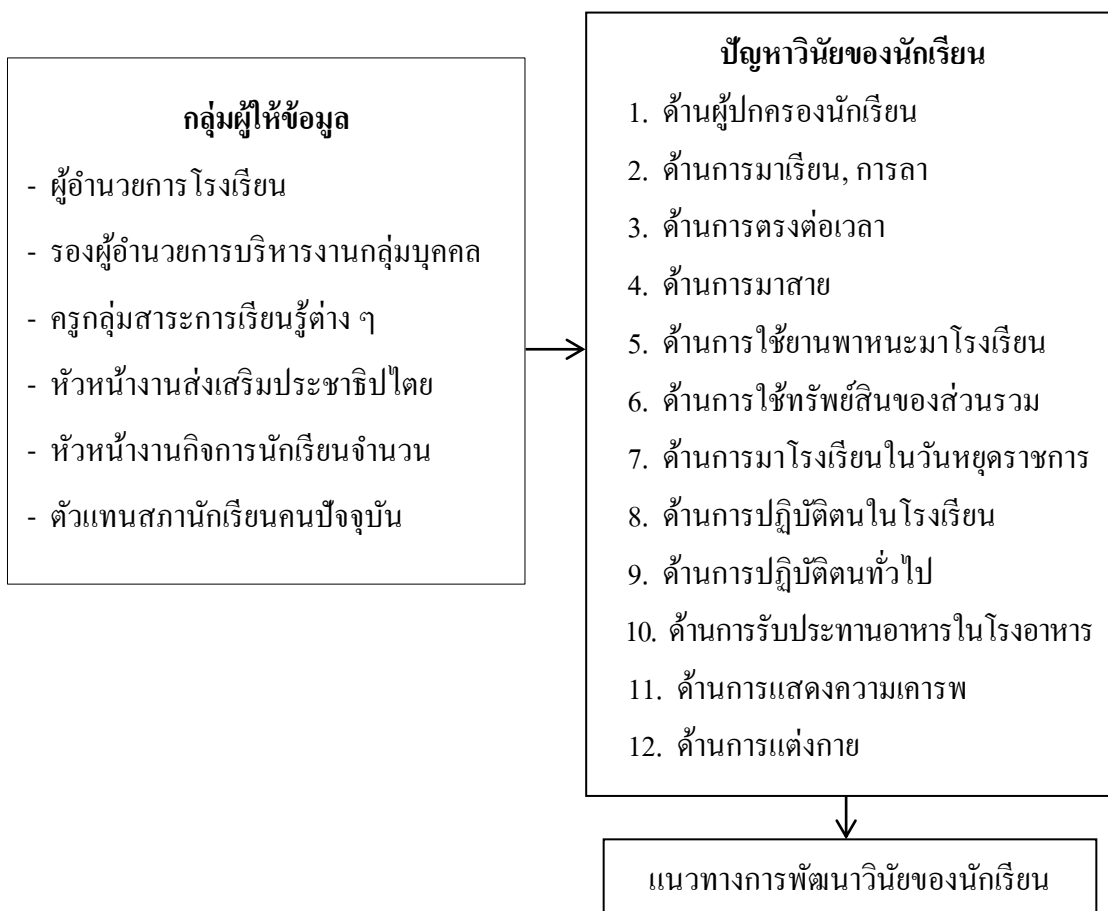 กลุ่มผู้ให้ข้อมูล
- ผู้อำนวยการโรงเรียน
- รองผู้อำนวยการบริหารงานกลุ่มบุคคล
- ครูกลุ่มสาระการเรียนรู้ต่าง ๆ
- หัวหน้างานส่งเสริมประชาธิปไตย
- หัวหน้างานกิจการนักเรียนจำนวน
- ตัวแทนสภานักเรียนคนปัจจุบัน
ปัญหาวินัยของนักเรียน
1. ด้านผู้ปกครองนักเรียน
2. ด้านการมาเรียน, การลา
3. ด้านการตรงต่อเวลา
4. ด้านการมาสาย
5. ด้านการใช้ยานพาหนะมาโรงเรียน
6. ด้านการใช้ทรัพย์สินของส่วนรวม
7. ด้านการมาโรงเรียนในวันหยุดราชการ
8. ด้านการปฏิบัติตนในโรงเรียน
9. ด้านการปฏิบัติตนทั่วไป
10. ด้านการรับประทานอาหารในโรงอาหาร
11. ด้านการแสดงความเคารพ
12. ด้านการแต่งกาย
แนวทางการพัฒนาวินัยของนักเรียน